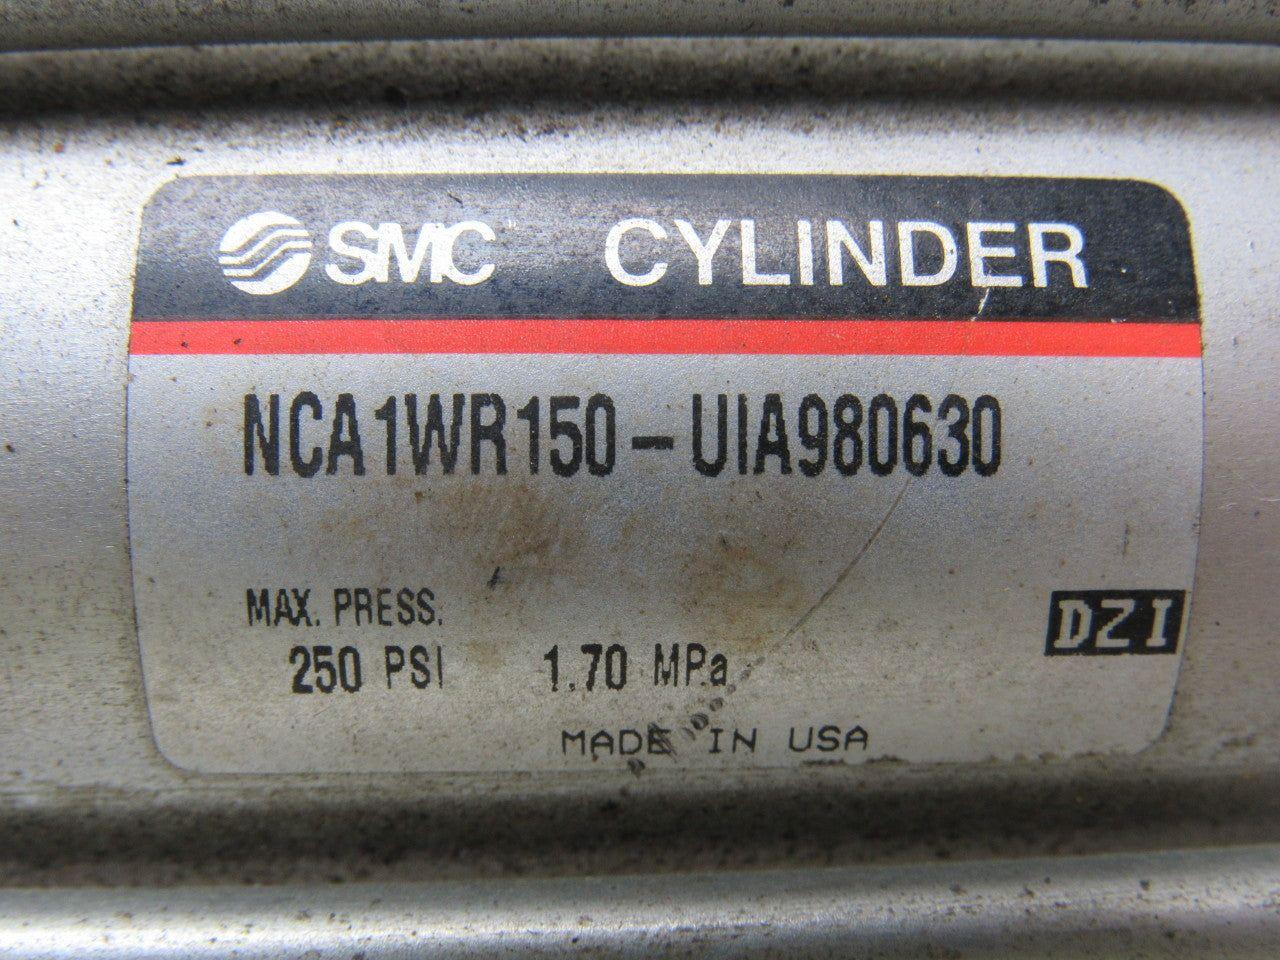 SMC CYLINDER
NCA1WR150-UIA980630
MAX. PRESS.
250 PSI 1.70 MPa
DZI
MADE IN USA